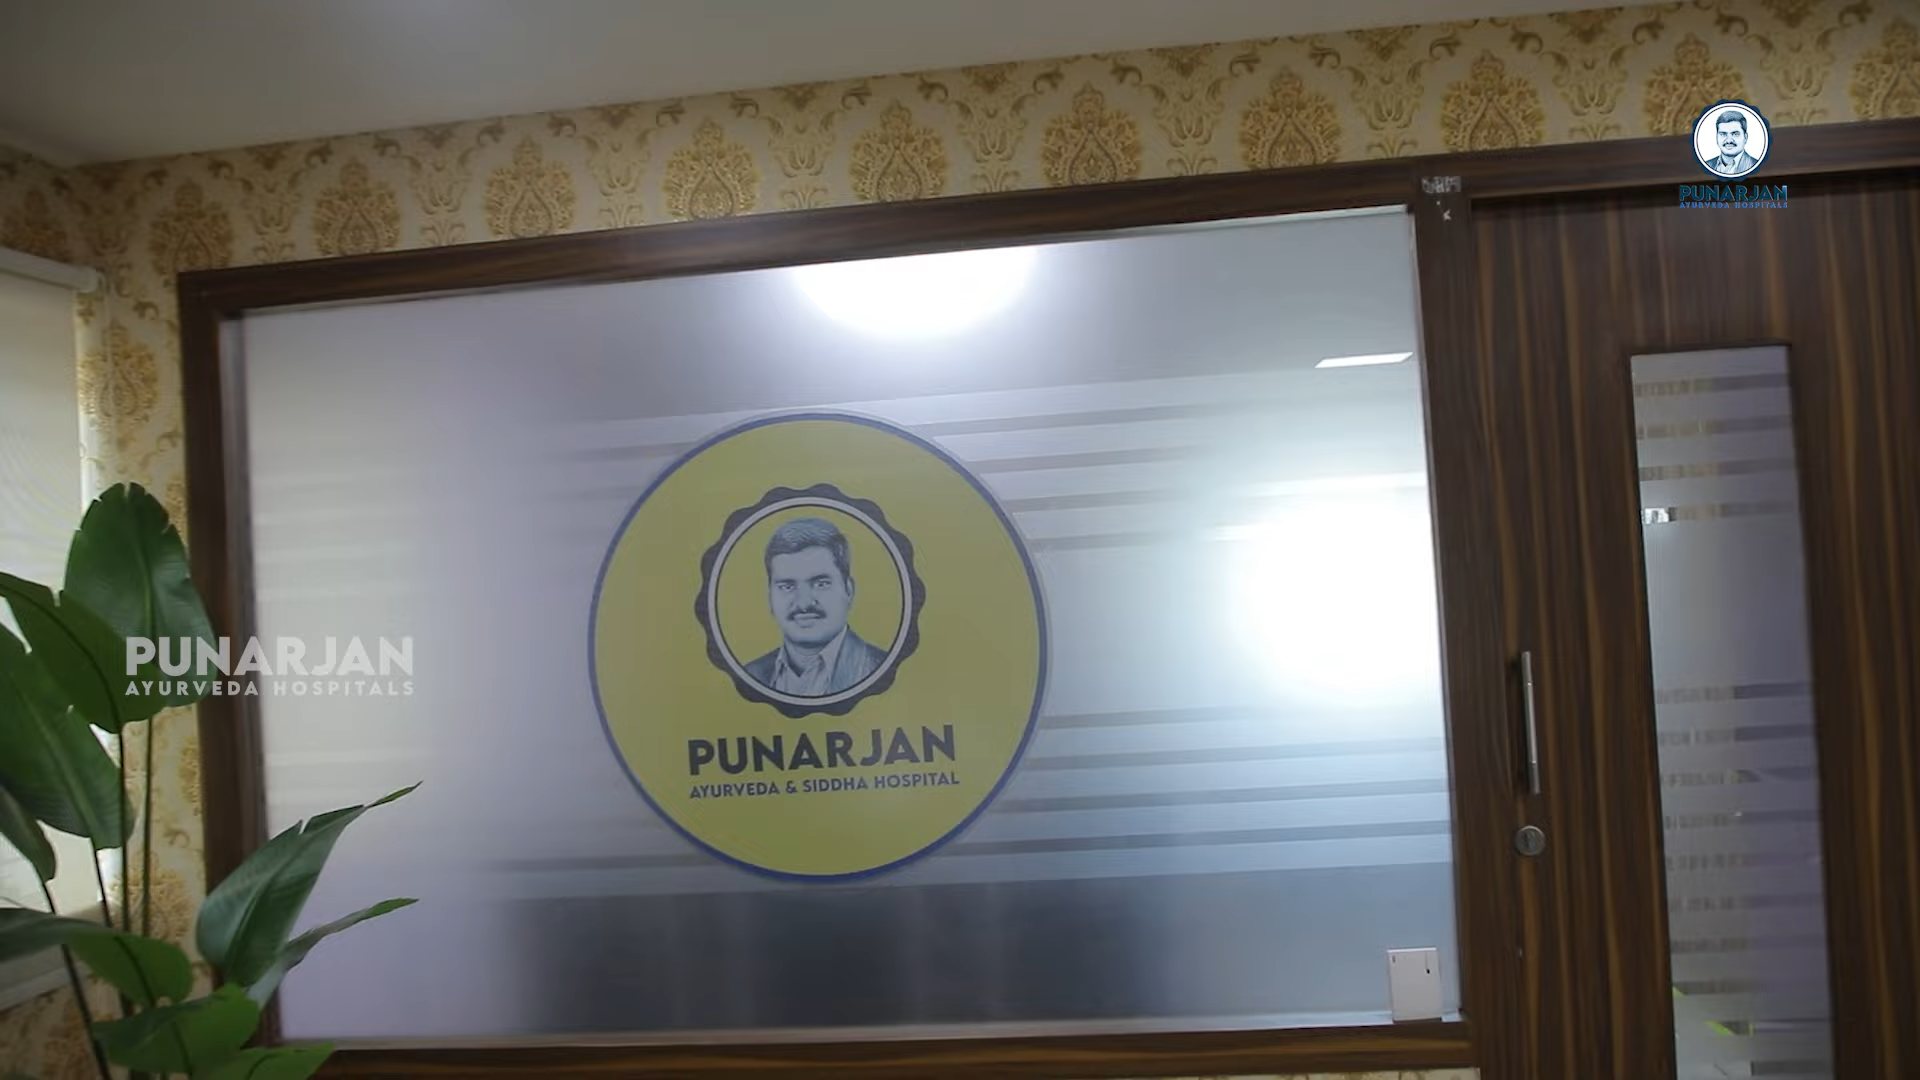 PUNARJAN
AYURVEDA HOSPITALS
PUNARJAN
AYURVEDA HOSPITALS
PUNARJAN
AYURVEDA & SIDDHA HOSPITAL